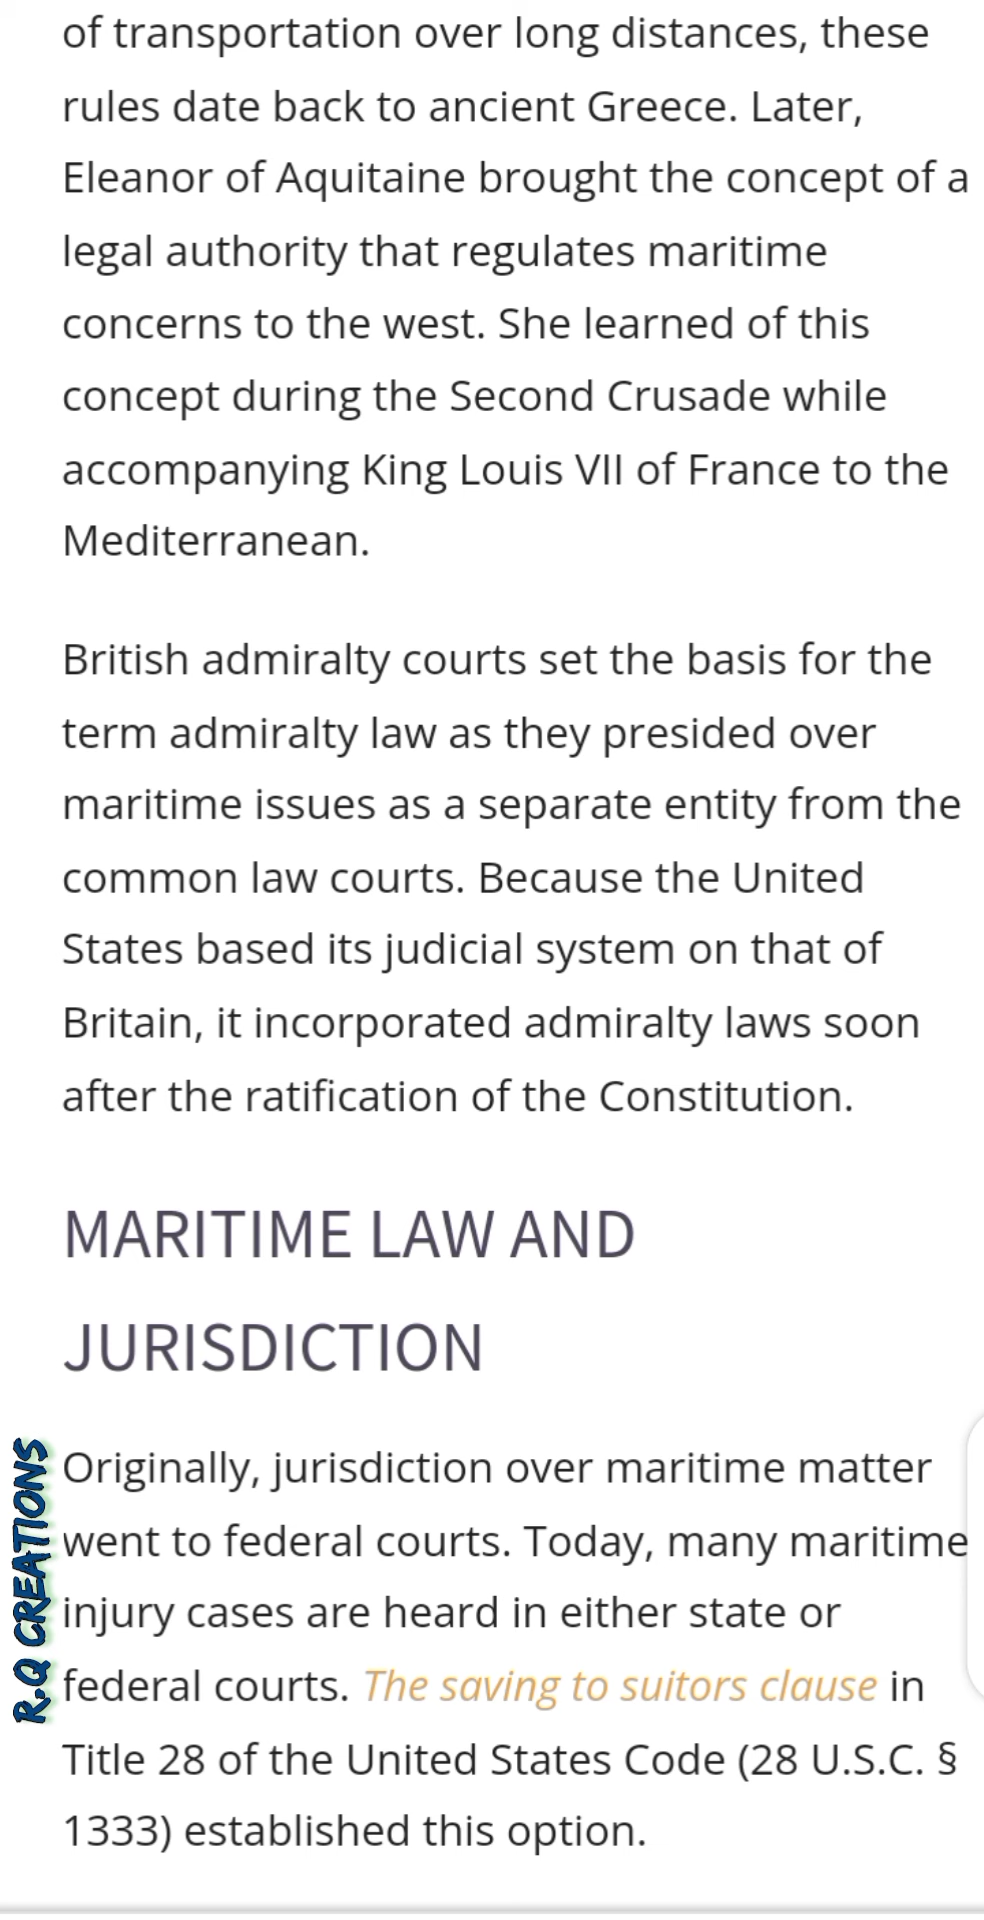 of transportation over long distances, these
rules date back to ancient Greece. Later,
Eleanor of Aquitaine brought the concept of a
legal authority that regulates maritime
concerns to the west. She learned of this
concept during the Second Crusade while
accompanying King Louis VII of France to the
Mediterranean.
British admiralty courts set the basis for the
term admiralty law as they presided over
maritime issues as a separate entity from the
common law courts. Because the United
States based its judicial system on that of
Britain, it incorporated admiralty laws soon
after the ratification of the Constitution.
MARITIME LAW AND
JURISDICTION
Originally, jurisdiction over maritime matter
went to federal courts. Today, many maritime
injury cases are heard in either state or
federal courts. The saving to suitors clause in
Title 28 of the United States Code (28 U.S.C. §
1333) established this option.
R.Q CREATIONS